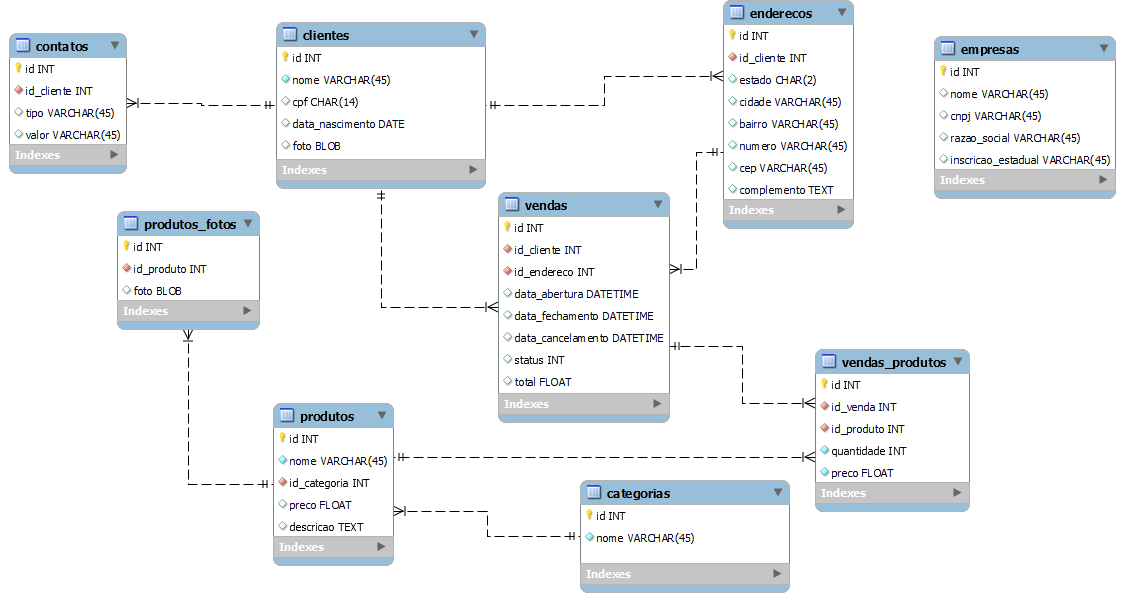 contatos
id INT
id_cliente INT
tipo VARCHAR(45)
valor VARCHAR(45)
Indexes
clientes
id INT
nome VARCHAR(45)
cpf CHAR(14)
data_nascimento DATE
foto BLOB
Indexes
enderecos
id INT
id_cliente INT
estado CHAR(2)
cidade VARCHAR(45)
bairro VARCHAR(45)
numero VARCHAR(45)
cep VARCHAR(45)
complemento TEXT
Indexes
empresas
id INT
nome VARCHAR(45)
cnpj VARCHAR(45)
razao_social VARCHAR(45)
inscricao_estadual VARCHAR(45)
Indexes
produtos_fotos
id INT
id_produto INT
foto BLOB
Indexes
vendas
id INT
id_cliente INT
id_endereco INT
data_abertura DATETIME
data_fechamento DATETIME
data_cancelamento DATETIME
status INT
total FLOAT
Indexes
vendas_produtos
id INT
id_venda INT
id_produto INT
quantidade INT
preco FLOAT
Indexes
produtos
id INT
nome VARCHAR(45)
id_categoria INT
preco FLOAT
descricao TEXT
Indexes
categorias
id INT
nome VARCHAR(45)
Indexes